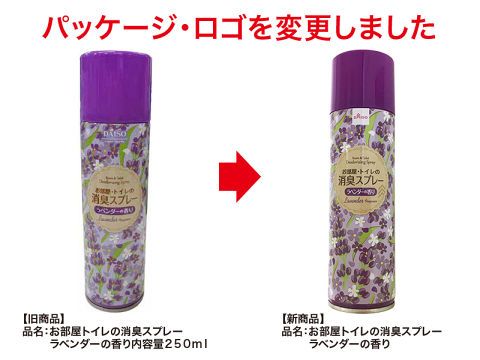 パッケージ・ロゴを変更しました
DAISO
Room & Toilet
Deodorizing Spray
お部屋・トイレの
消臭スプレー
ラベンダーの香り
Lavender Fragrance
DAISO
Room & Toilet
Deodorizing Spray
お部屋・トイレの
消臭スプレー
ラベンダーの香り
Lavender Fragrance
【旧商品】
品名：お部屋トイレの消臭スプレー
ラベンダーの香り内容量250ml
【新商品】
品名：お部屋トイレの消臭スプレー
ラベンダーの香り